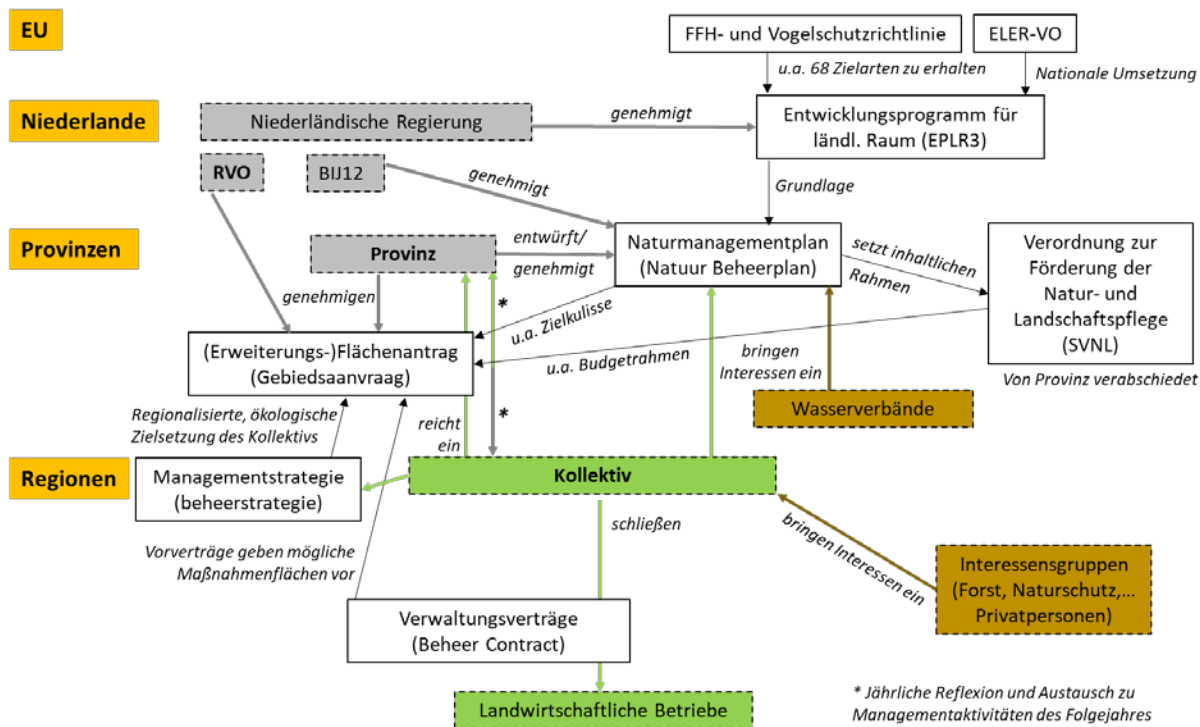 EU
FFH- und Vogelschutzrichtlinie
ELER-VO
u.a. 68 Zielarten zu erhalten
Nationale Umsetzung
Niederlande
Niederländische Regierung
genehmigt
Entwicklungsprogramm für
ländl. Raum (EPLR3)
RVO
BIJ12
genehmigt
Grundlage
Provinzen
Provinz
entwürft/
genehmigt
Naturmanagementplan
(Natuur Beheerplan)
setzt inhaltlichen
Rahmen
Verordnung zur
Förderung der
Natur- und
Landschaftspflege
(SVNL)
Von Provinz verabschiedet
genehmigen
*
u.a. Zielkulisse
(Erweiterungs-)Flächenantrag
(Gebiedsaanvraag)
u.a. Budgetrahmen
bringen
Interessen ein
Wasserverbände
Regionalisierte, ökologische
Zielsetzung des Kollektivs
reicht
ein
*
Regionen
Managementstrategie
(beheerstrategie)
Kollektiv
schließen
bringen Interessen ein
Vorverträge geben mögliche
Maßnahmenflächen vor
Interessensgruppen
(Forst, Naturschutz,...
Privatpersonen)
Verwaltungsverträge
(Beheer Contract)
Landwirtschaftliche Betriebe
* Jährliche Reflexion und Austausch zu
Managementaktivitäten des Folgejahres